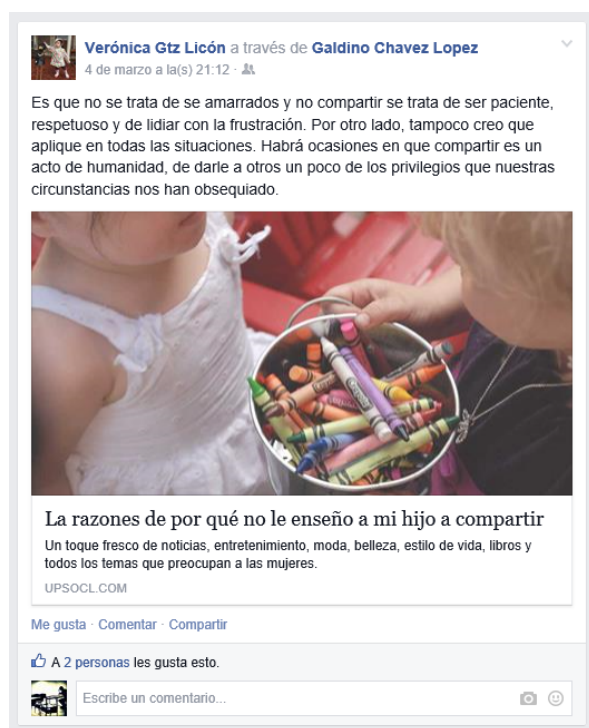 Verónica Gtz Licón a través de Galdino Chavez Lopez
4 de marzo a la(s) 21:12 ·
Es que no se trata de se amarrados y no compartir se trata de ser paciente,
respetuoso y de lidiar con la frustración. Por otro lado, tampoco creo que
aplique en todas las situaciones. Habrá ocasiones en que compartir es un
acto de humanidad, de darle a otros un poco de los privilegios que nuestras
circunstancias nos han obsequiado.
Crayola
La razones de por qué no le enseño a mi hijo a compartir
Un toque fresco de noticias, entretenimiento, moda, belleza, estilo de vida, libros y
todos los temas que preocupan a las mujeres.
UPSOCL.COM
Me gusta · Comentar · Compartir
A 2 personas les gusta esto.
Escribe un comentario...